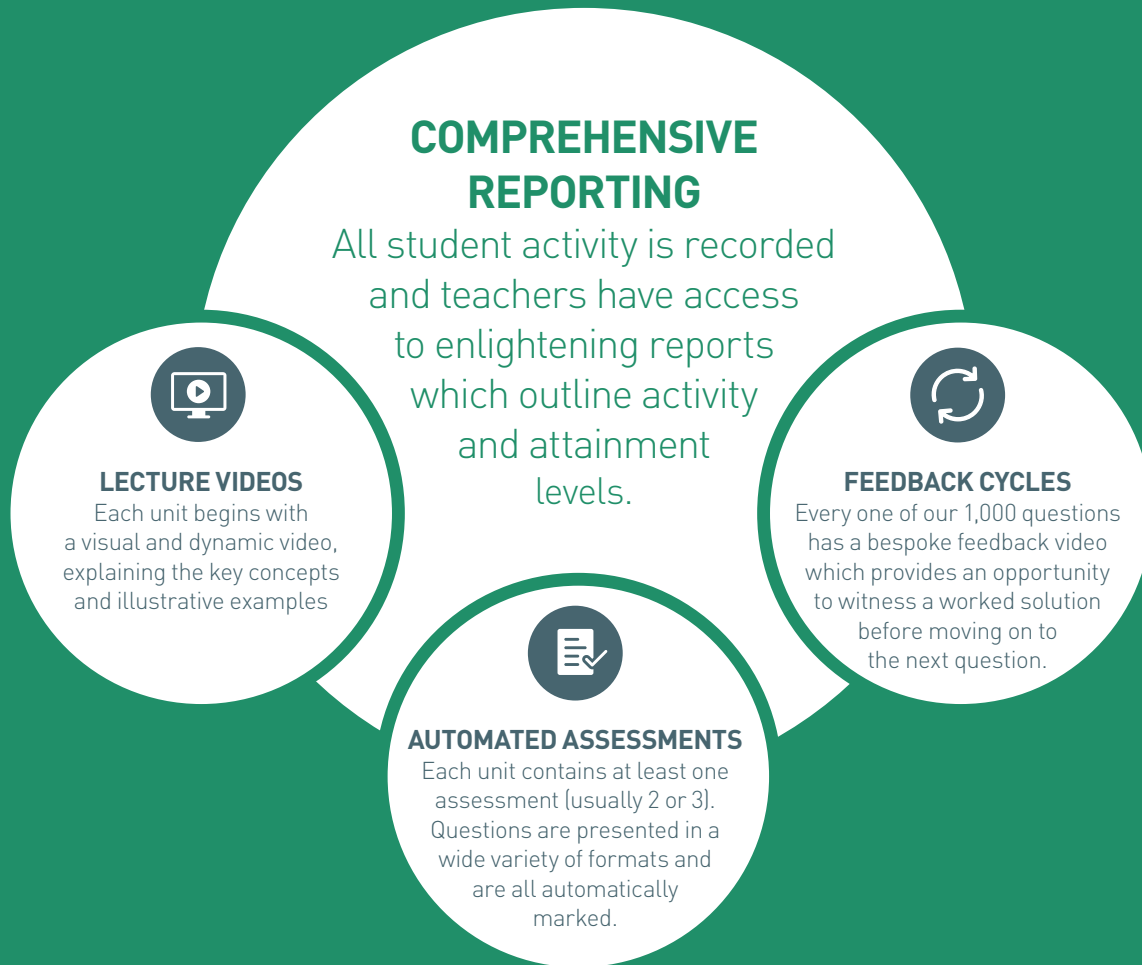 COMPREHENSIVE
REPORTING
All student activity is recorded
and teachers have access
to enlightening reports
which outline activity
and attainment
levels.
LECTURE VIDEOS
Each unit begins with
a visual and dynamic video,
explaining the key concepts
and illustrative examples
AUTOMATED ASSESSMENTS
Each unit contains at least one
assessment (usually 2 or 3).
Questions are presented in a
wide variety of formats and
are all automatically
marked.
FEEDBACK CYCLES
Every one of our 1,000 questions
has a bespoke feedback video
which provides an opportunity
to witness a worked solution
before moving on to
the next question.